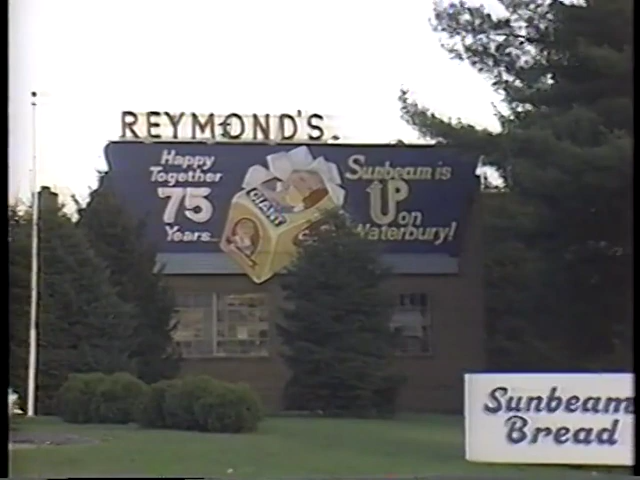 REYMOND'S
Happy
Together
75
Years...
GIANT
Sunbeam is
UP
on
Waterbury!
Sunbeam
Bread